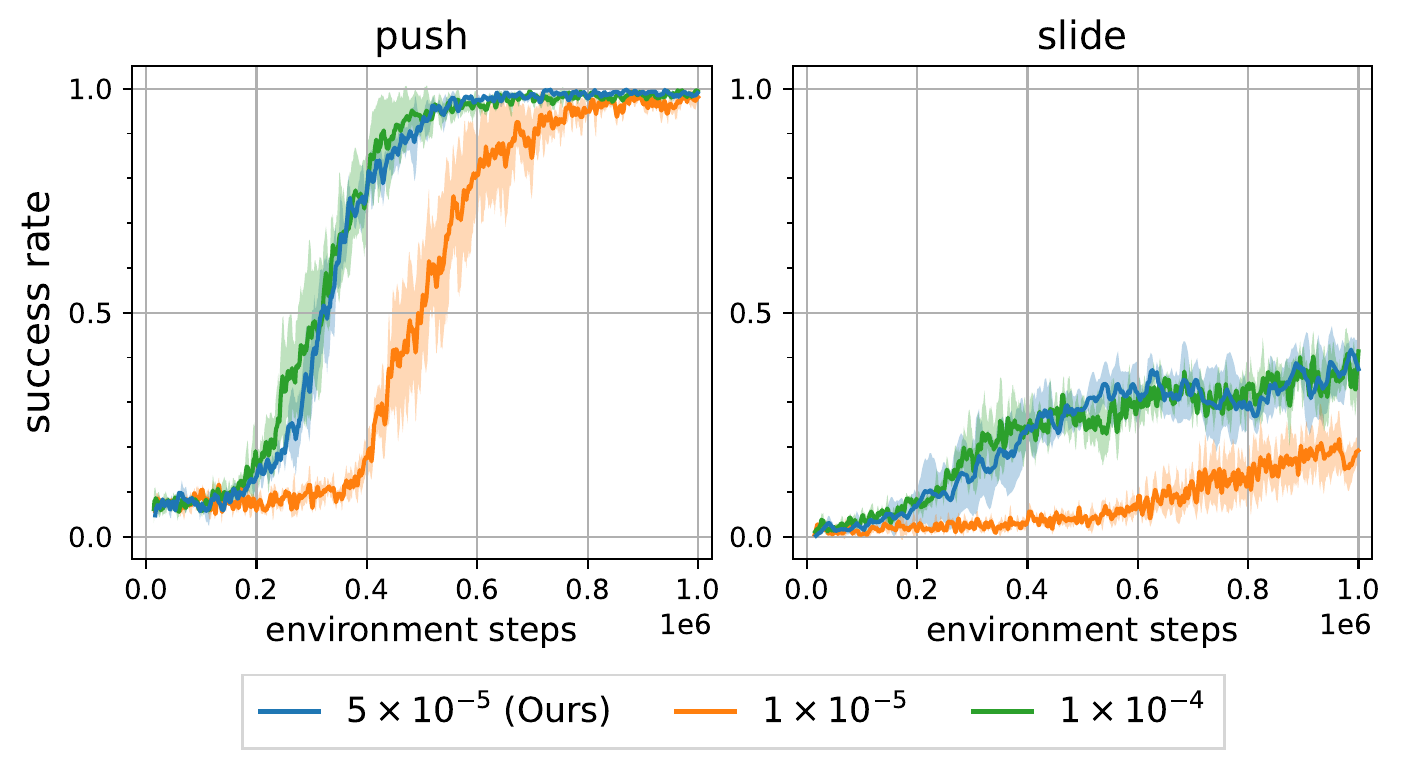 push
slide
success rate
1.0
0.5
0.0
1.0
0.5
0.0
0.0 0.2 0.4 0.6 0.8 1.0
0.0 0.2 0.4 0.6 0.8 1.0
environment steps 1e6
environment steps 1e6
5 × 10⁻⁵ (Ours) 1 × 10⁻⁵ 1 × 10⁻⁴